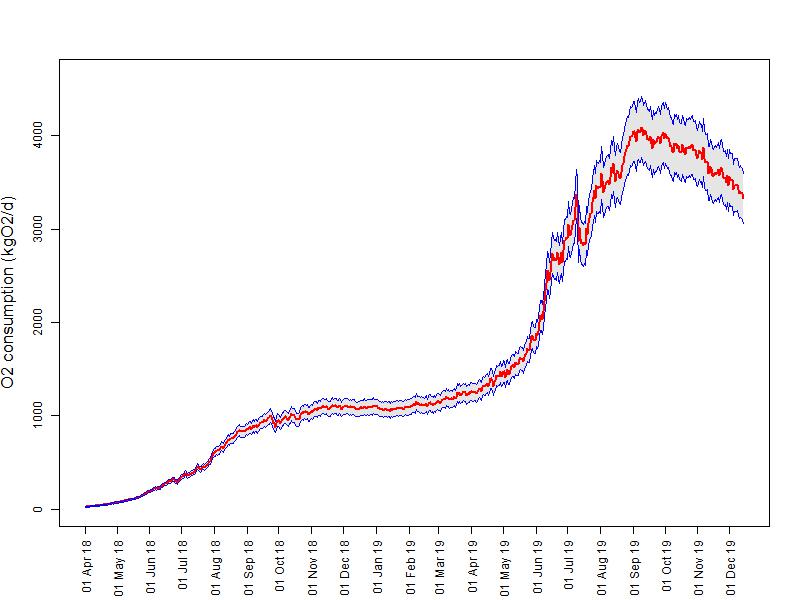 O2 consumption (kgO2/d)
4000
3000
2000
1000
0
01 Apr 18
01 May 18
01 Jun 18
01 Jul 18
01 Aug 18
01 Sep 18
01 Oct 18
01 Nov 18
01 Dec 18
01 Jan 19
01 Feb 19
01 Mar 19
01 Apr 19
01 May 19
01 Jun 19
01 Jul 19
01 Aug 19
01 Sep 19
01 Oct 19
01 Nov 19
01 Dec 19